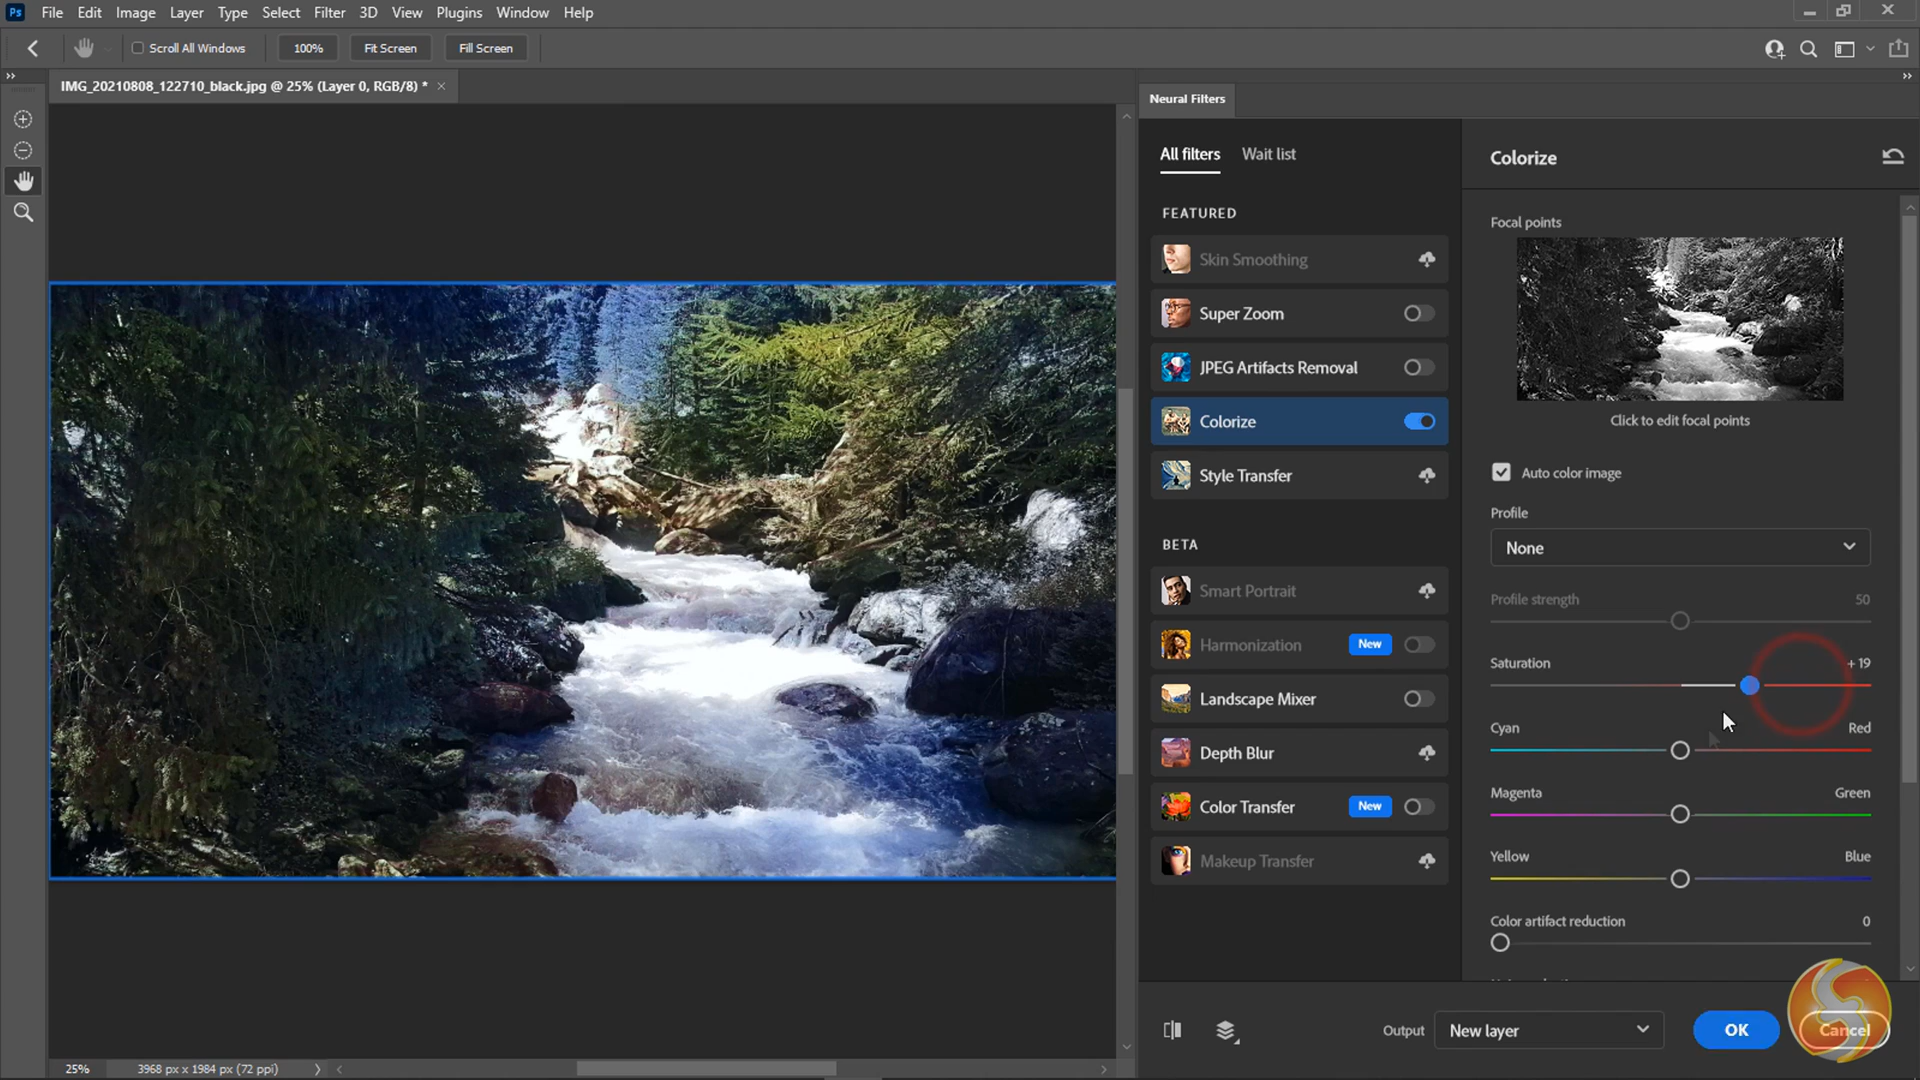 Ps File Edit Image Layer Type Select Filter 3D View Plugins Window Help
Scroll All Windows 100% Fit Screen Fill Screen
IMG_20210808_122710_black.jpg @ 25% (Layer 0, RGB/8) * ×
Neural Filters
All filters Wait list
FEATURED
Skin Smoothing
Super Zoom
JPEG Artifacts Removal
Colorize
Style Transfer
BETA
Smart Portrait
Harmonization New
Landscape Mixer
Depth Blur
Color Transfer New
Makeup Transfer
Colorize
Focal points
Click to edit focal points
Auto color image
Profile
None
Profile strength 50
Saturation + 19
Cyan Red
Magenta Green
Yellow Blue
Color artifact reduction 0
Output New layer OK Cancel
25% 3968 px x 1984 px (72 ppi)